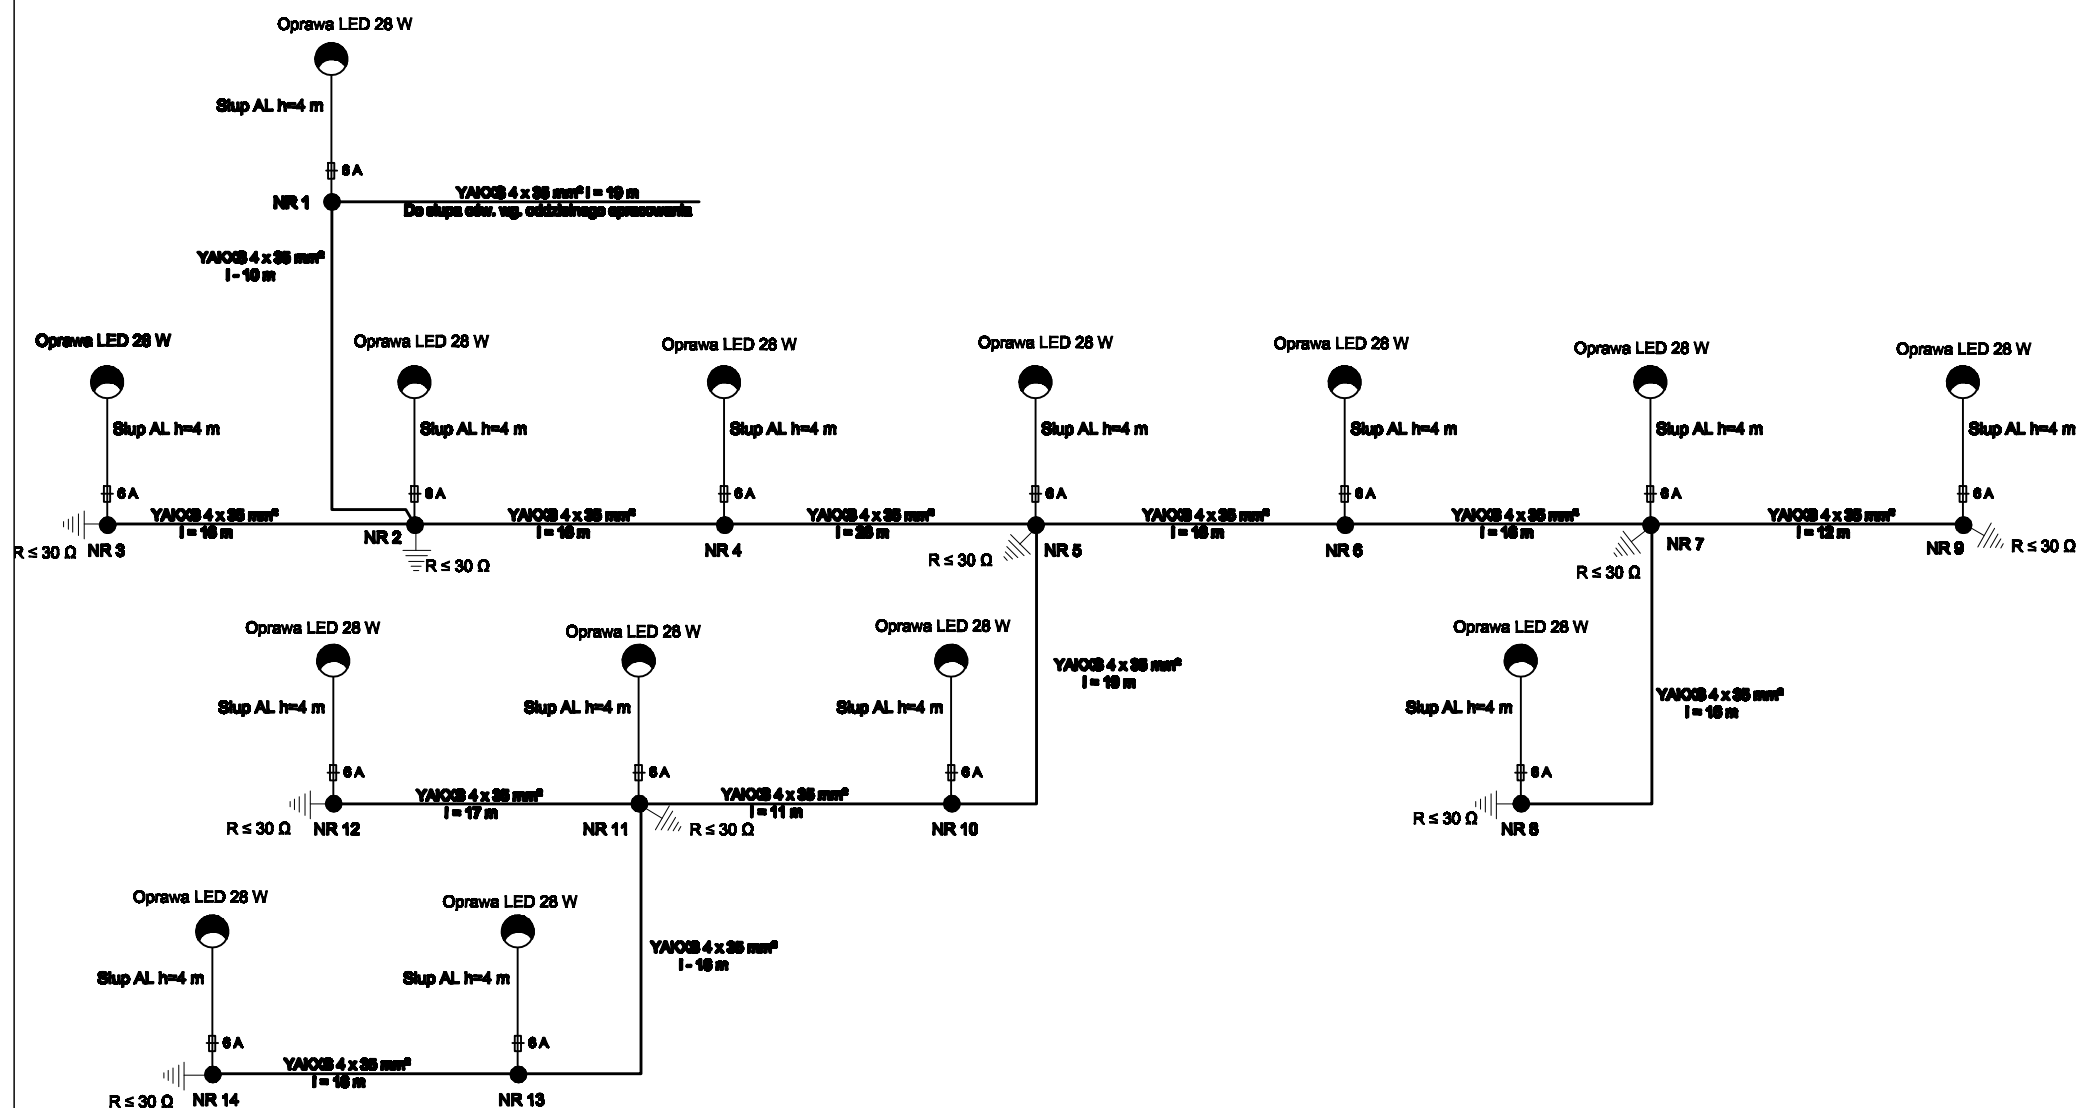 Oprawa LED 28 W
Słup AL h=4 m
6 A
NR 1
YAKXS 4 x 35 mm² l = 19 m
Do słupa ośw. wg. oddzielnego opracowania
YAKXS 4 x 35 mm²
Oprawa LED 28 W
Oprawa LED 28 W
Oprawa LED 28 W
Oprawa LED 28 W
Oprawa LED 28 W
Oprawa LED 28 W
Oprawa LED 28 W
Słup AL h=4 m
Słup AL h=4 m
Słup AL h=4 m
Słup AL h=4 m
Słup AL h=4 m
Słup AL h=4 m
Słup AL h=4 m
6 A
6 A
6 A
6 A
6 A
6 A
6 A
YAKXS 4 x 35 mm²
YAKXS 4 x 35 mm²
YAKXS 4 x 35 mm²
YAKXS 4 x 35 mm²
YAKXS 4 x 35 mm²
YAKXS 4 x 35 mm²
l = 12 m
R ≤ 30 Ω
NR 3
NR 2
R ≤ 30 Ω
NR 4
R ≤ 30 Ω
NR 5
NR 6
R ≤ 30 Ω
NR 7
NR 9
R ≤ 30 Ω
Oprawa LED 28 W
Oprawa LED 28 W
Oprawa LED 28 W
Oprawa LED 28 W
YAKXS 4 x 35 mm²
l = 19 m
YAKXS 4 x 35 mm²
Słup AL h=4 m
Słup AL h=4 m
Słup AL h=4 m
Słup AL h=4 m
6 A
6 A
6 A
6 A
YAKXS 4 x 35 mm²
l = 17 m
YAKXS 4 x 35 mm²
l = 11 m
R ≤ 30 Ω
NR 12
NR 11
R ≤ 30 Ω
NR 10
R ≤ 30 Ω
NR 8
Oprawa LED 28 W
Oprawa LED 28 W
YAKXS 4 x 35 mm²
Słup AL h=4 m
Słup AL h=4 m
6 A
6 A
YAKXS 4 x 35 mm²
R ≤ 30 Ω
NR 14
NR 13